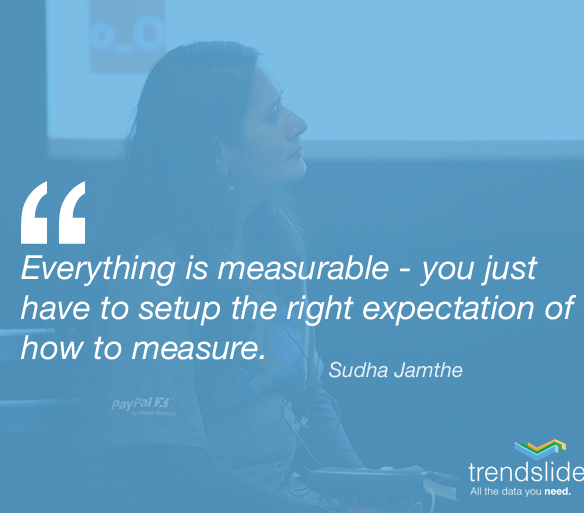 o_O
“
Everything is measurable - you just
have to setup the right expectation of
how to measure.
Sudha Jamthe
PayPal X
trendslide
All the data you need.